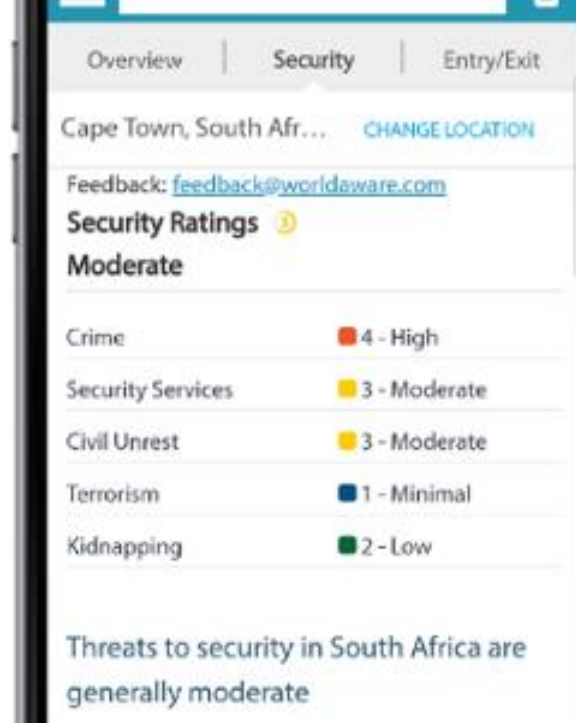 Overview | Security | Entry/Exit
Cape Town, South Afr... CHANGE LOCATION
Feedback: feedback@worldaware.com
Security Ratings 3
Moderate
Crime 4 - High
Security Services 3 - Moderate
Civil Unrest 3 - Moderate
Terrorism 1 - Minimal
Kidnapping 2 - Low
Threats to security in South Africa are
generally moderate